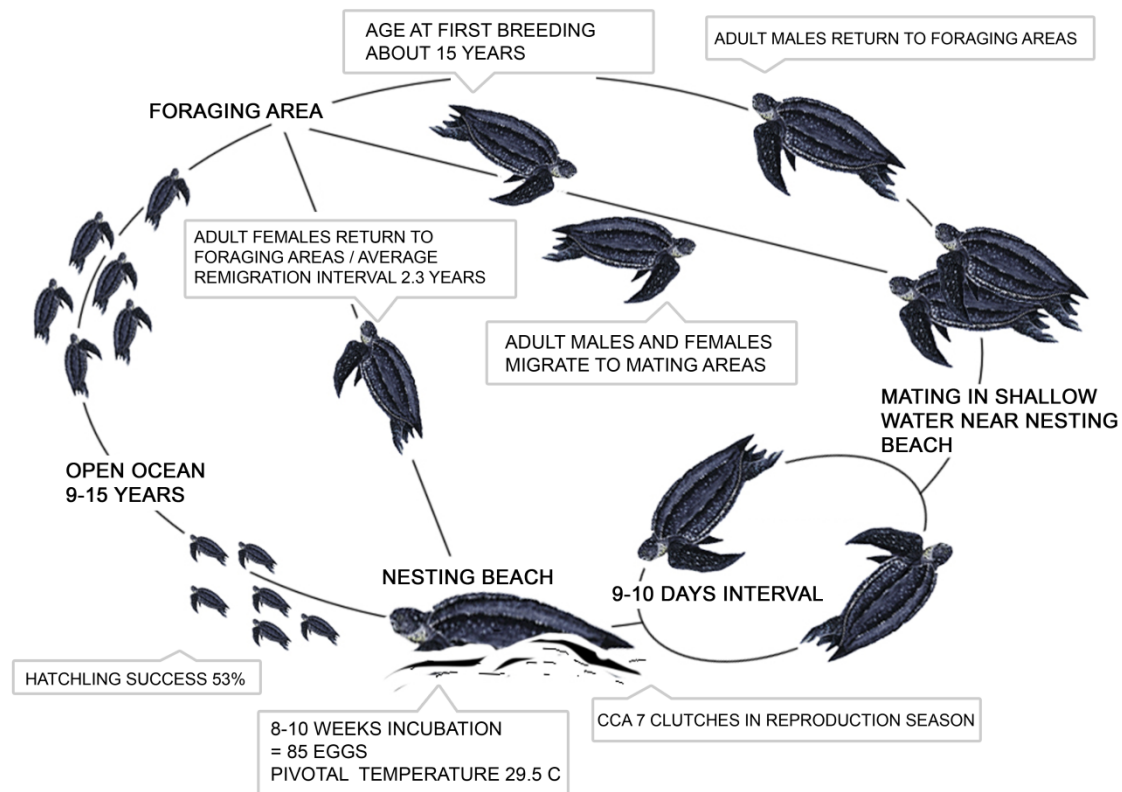 AGE AT FIRST BREEDING
ABOUT 15 YEARS
ADULT MALES RETURN TO FORAGING AREAS
FORAGING AREA
ADULT FEMALES RETURN TO
FORAGING AREAS / AVERAGE
REMIGRATION INTERVAL 2.3 YEARS
ADULT MALES AND FEMALES
MIGRATE TO MATING AREAS
MATING IN SHALLOW
WATER NEAR NESTING
BEACH
OPEN OCEAN
9-15 YEARS
NESTING BEACH
9-10 DAYS INTERVAL
HATCHLING SUCCESS 53%
8-10 WEEKS INCUBATION
= 85 EGGS
PIVOTAL TEMPERATURE 29.5 C
CCA 7 CLUTCHES IN REPRODUCTION SEASON